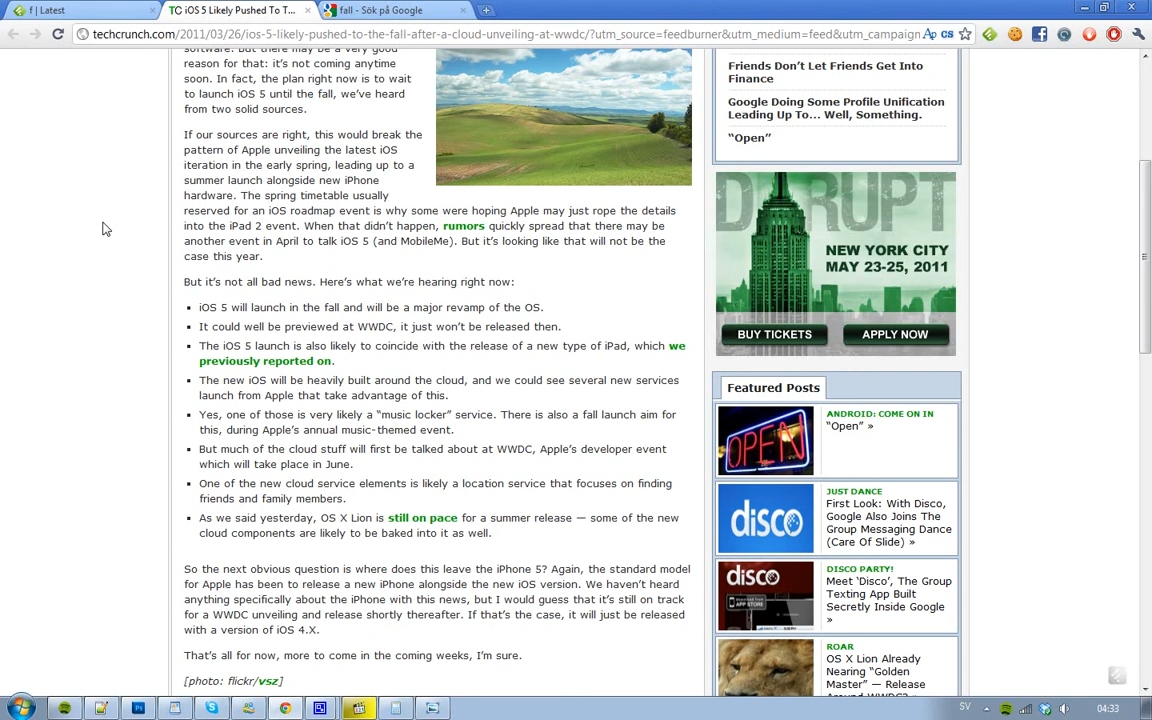 f | Latest
TC iOS 5 Likely Pushed To T...
fall - Sök på Google
techcrunch.com/2011/03/26/ios-5-likely-pushed-to-the-fall-after-a-cloud-unveiling-at-wwdc/?utm_source=feedburner&utm_medium=feed&utm_campaign
software. But there may be a very good
reason for that: it's not coming anytime
soon. In fact, the plan right now is to wait
to launch iOS 5 until the fall, we've heard
from two solid sources.
If our sources are right, this would break the
pattern of Apple unveiling the latest iOS
iteration in the early spring, leading up to a
summer launch alongside new iPhone
hardware. The spring timetable usually
reserved for an iOS roadmap event is why some were hoping Apple may just rope the details
into the iPad 2 event. When that didn't happen, rumors quickly spread that there may be
another event in April to talk iOS 5 (and MobileMe). But it's looking like that will not be the
case this year.
But it's not all bad news. Here's what we're hearing right now:
iOS 5 will launch in the fall and will be a major revamp of the OS.
It could well be previewed at WWDC, it just won't be released then.
The iOS 5 launch is also likely to coincide with the release of a new type of iPad, which we
previously reported on.
The new iOS will be heavily built around the cloud, and we could see several new services
launch from Apple that take advantage of this.
Yes, one of those is very likely a “music locker” service. There is also a fall launch aim for
this, during Apple's annual music-themed event.
But much of the cloud stuff will first be talked about at WWDC, Apple's developer event
which will take place in June.
One of the new cloud service elements is likely a location service that focuses on finding
friends and family members.
As we said yesterday, OS X Lion is still on pace for a summer release — some of the new
cloud components are likely to be baked into it as well.
So the next obvious question is where does this leave the iPhone 5? Again, the standard model
for Apple has been to release a new iPhone alongside the new iOS version. We haven't heard
anything specifically about the iPhone with this news, but I would guess that it's still on track
for a WWDC unveiling and release shortly thereafter. If that's the case, it will just be released
with a version of iOS 4.X.
That's all for now, more to come in the coming weeks, I'm sure.
[photo: flickr/vsz]
Friends Don't Let Friends Get Into
Finance
Google Doing Some Profile Unification
Leading Up To... Well, Something.
“Open”
DISRUPT
NEW YORK CITY
MAY 23-25, 2011
BUY TICKETS
APPLY NOW
Featured Posts
OPEN
ANDROID: COME ON IN
“Open” »
disco
JUST DANCE
First Look: With Disco,
Google Also Joins The
Group Messaging Dance
(Care Of Slide) »
disco
DISCO PARTY!
Meet ‘Disco’, The Group
Texting App Built
Secretly Inside Google
»
ROAR
OS X Lion Already
Nearing “Golden
Master” — Release
Around WWDC? »
SV
04:33